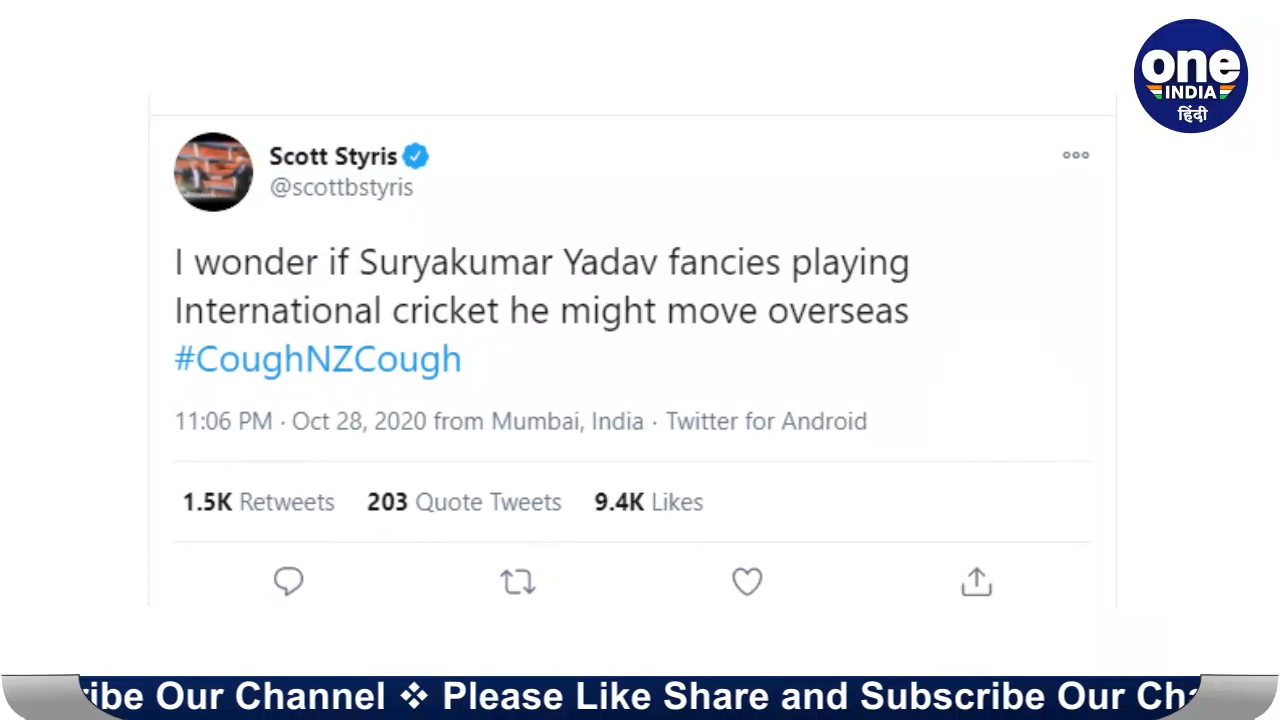 one
INDIA
हिंदी
Scott Styris
@scottbstyris
I wonder if Suryakumar Yadav fancies playing
International cricket he might move overseas
#CoughNZCough
11:06 PM · Oct 28, 2020 from Mumbai, India · Twitter for Android
1.5K Retweets 203 Quote Tweets 9.4K Likes
ibe Our Channel ❖ Please Like Share and Subscribe Our Cha